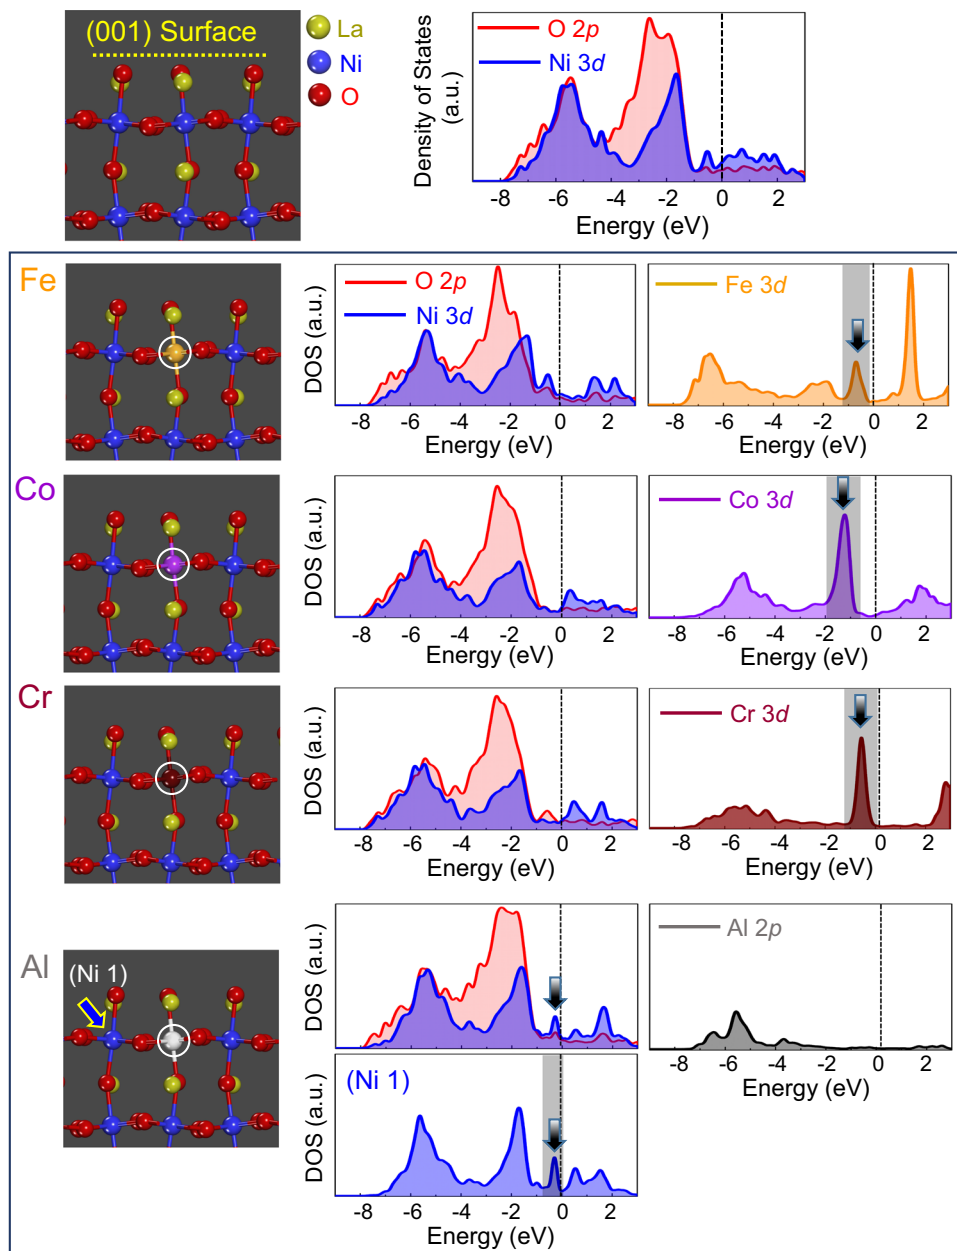 (001) Surface
La
Ni
O
O 2p
Ni 3d
Density of States
(a.u.)
-8 -6 -4 -2 0 2
Energy (eV)
Fe
O 2p
Ni 3d
DOS (a.u.)
-8 -6 -4 -2 0 2
Energy (eV)
Fe 3d
-8 -6 -4 -2 0 2
Energy (eV)
Co
DOS (a.u.)
-8 -6 -4 -2 0 2
Energy (eV)
Co 3d
-8 -6 -4 -2 0 2
Energy (eV)
Cr
DOS (a.u.)
-8 -6 -4 -2 0 2
Energy (eV)
Cr 3d
-8 -6 -4 -2 0 2
Energy (eV)
Al
(Ni 1)
DOS (a.u.)
Al 2p
-8 -6 -4 -2 0 2
Energy (eV)
(Ni 1)
DOS (a.u.)
-8 -6 -4 -2 0 2
Energy (eV)